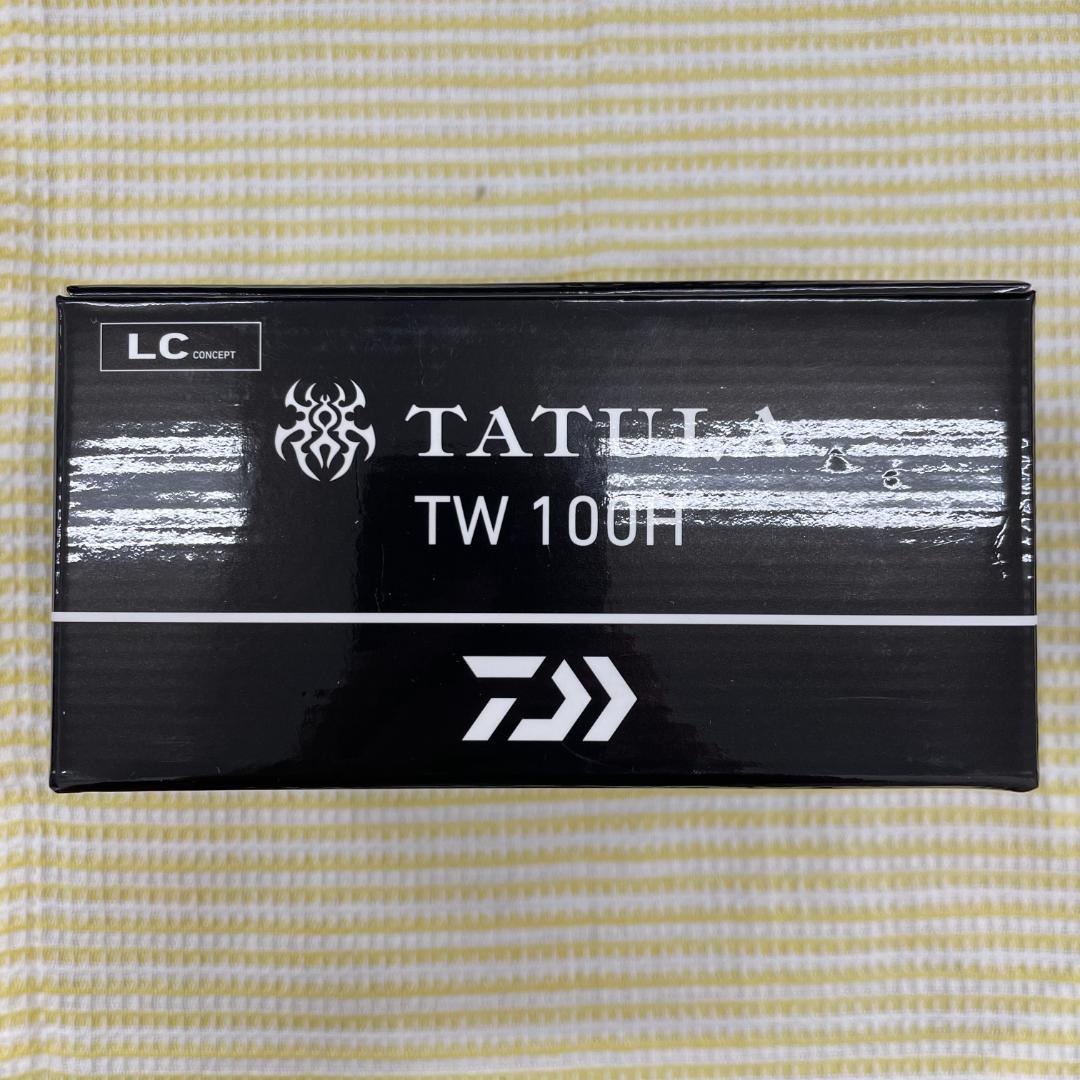 LC CONCEPT
TATULA
TW 100H